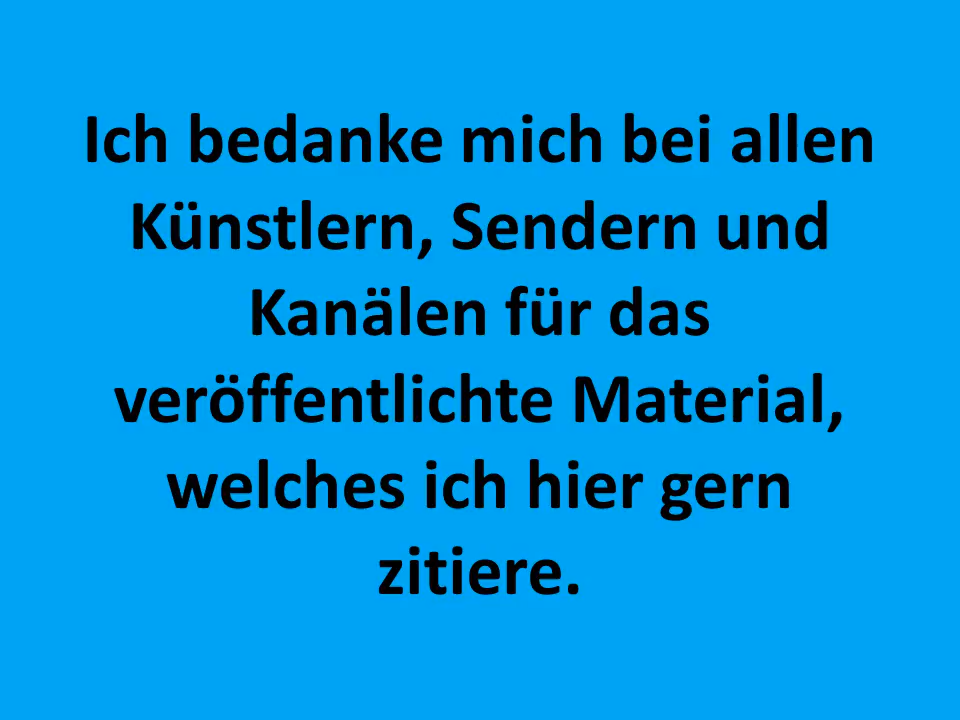 Ich bedanke mich bei allen
Künstlern, Sendern und
Kanälen für das
veröffentlichte Material,
welches ich hier gern
zitiere.